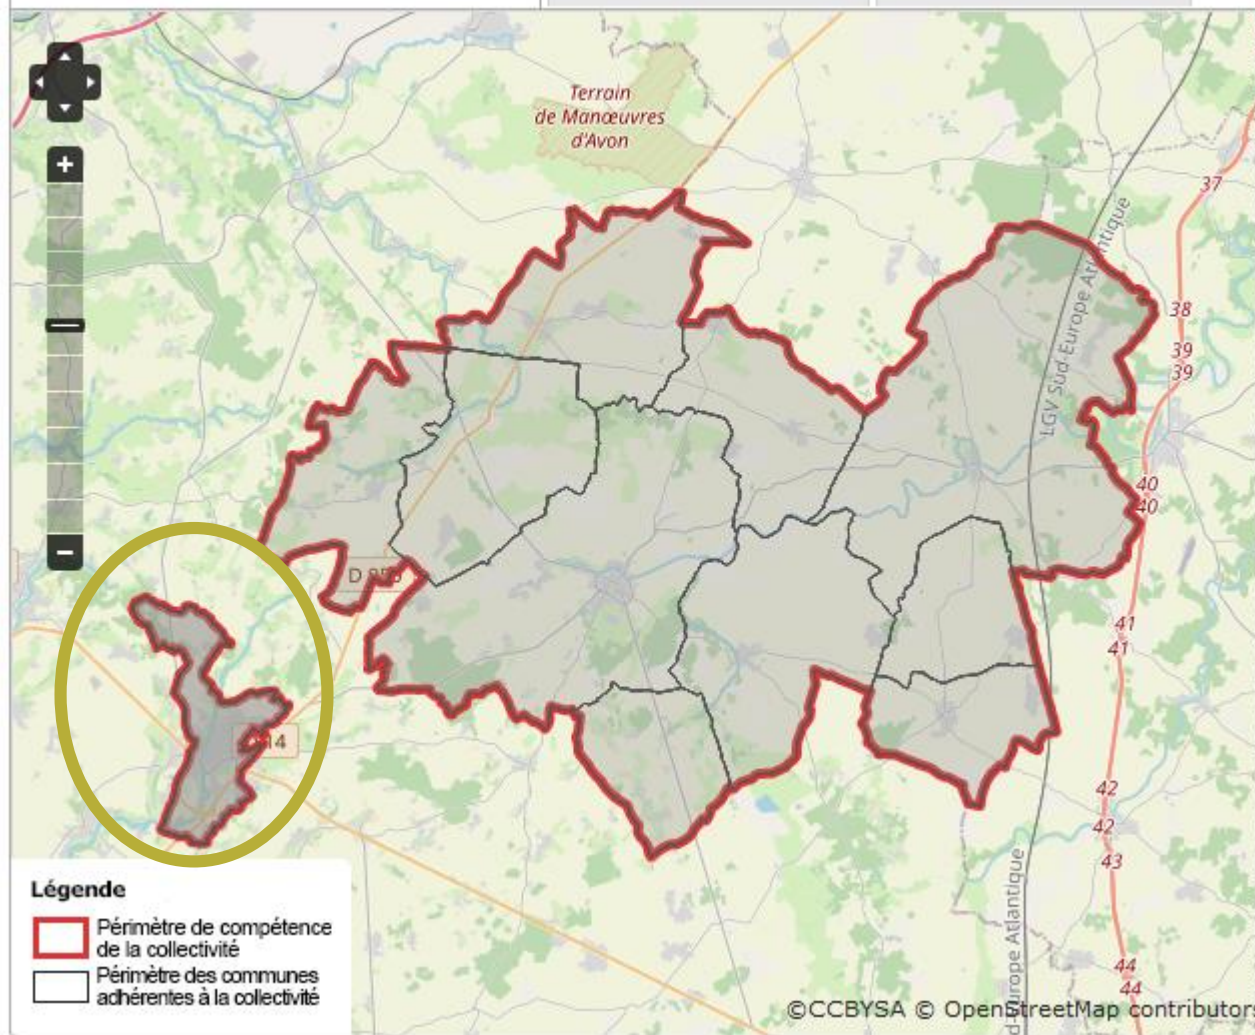 Terrain
de Manœuvres
d'Avon
37
LGV Sud-Europe Atlantique
38
39
39
40
40
41
41
42
42
43
44
44
+
−
Légende
Périmètre de compétence
de la collectivité
Périmètre des communes
adhérentes à la collectivité
©CCBYSA © OpenStreetMap contributors